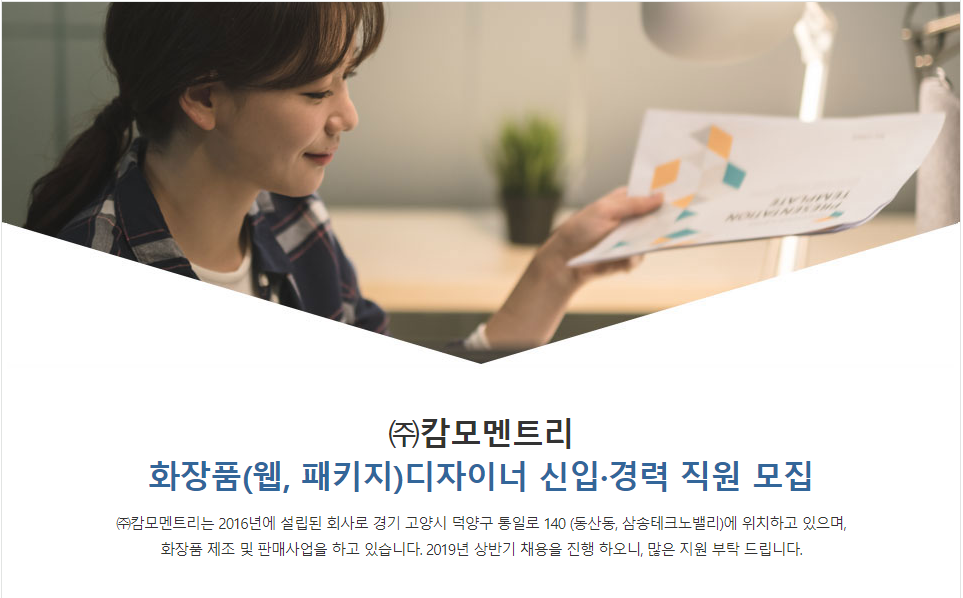 PRESENTATION
TEMPLATE
㈜캄모멘트리
화장품(웹, 패키지)디자이너 신입·경력 직원 모집
㈜캄모멘트리는 2016년에 설립된 회사로 경기 고양시 덕양구 통일로 140 (동산동, 삼송테크노밸리)에 위치하고 있으며,
화장품 제조 및 판매사업을 하고 있습니다. 2019년 상반기 채용을 진행 하오니, 많은 지원 부탁 드립니다.